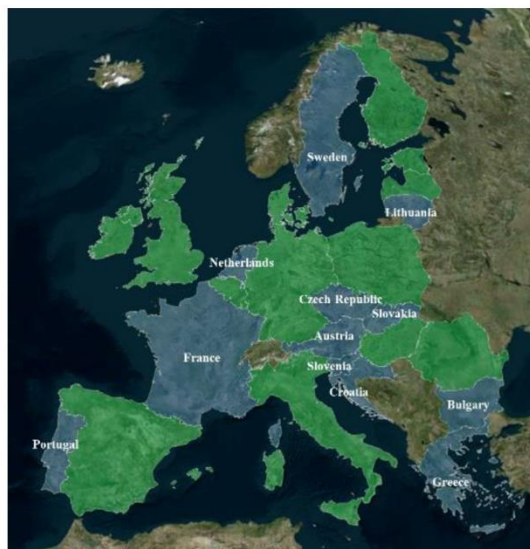 Sweden
Lithuania
Netherlands
Czech Republic
Slovakia
Austria
France
Slovenia
Croatia
Bulgary
Portugal
Greece